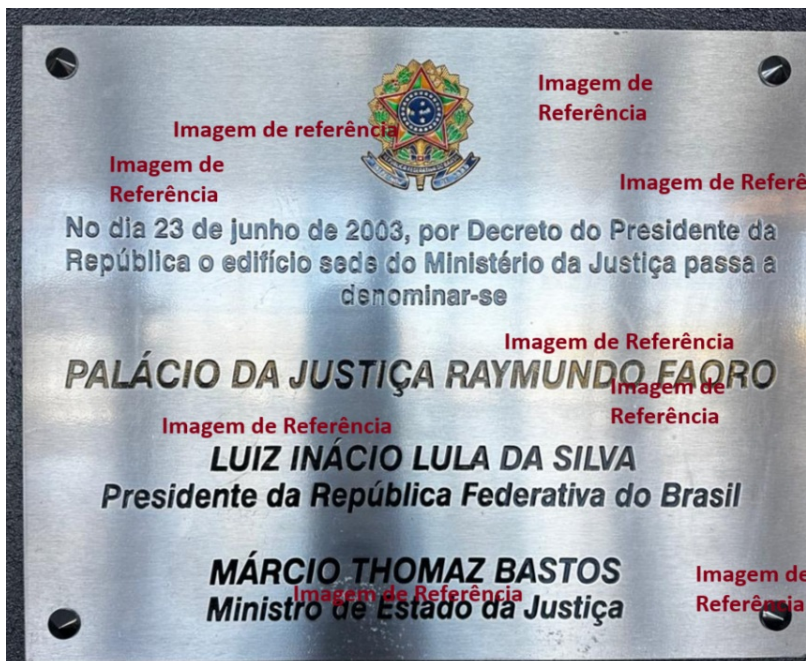 Imagem de
Referência
Imagem de referência
Imagem de
Referência
Imagem de Referê
No dia 23 de junho de 2003, por Decreto do Presidente da
República o edifício sede do Ministério da Justiça passa a
denominar-se
Imagem de Referência
PALÁCIO DA JUSTIÇA RAYMUNDO FAORO
Imagem de
Referência
Imagem de Referência
LUIZ INÁCIO LULA DA SILVA
Presidente da República Federativa do Brasil
MÁRCIO THOMAZ BASTOS
Imagem de
Referência
Imagem de Referência
Ministro de Estado da Justiça